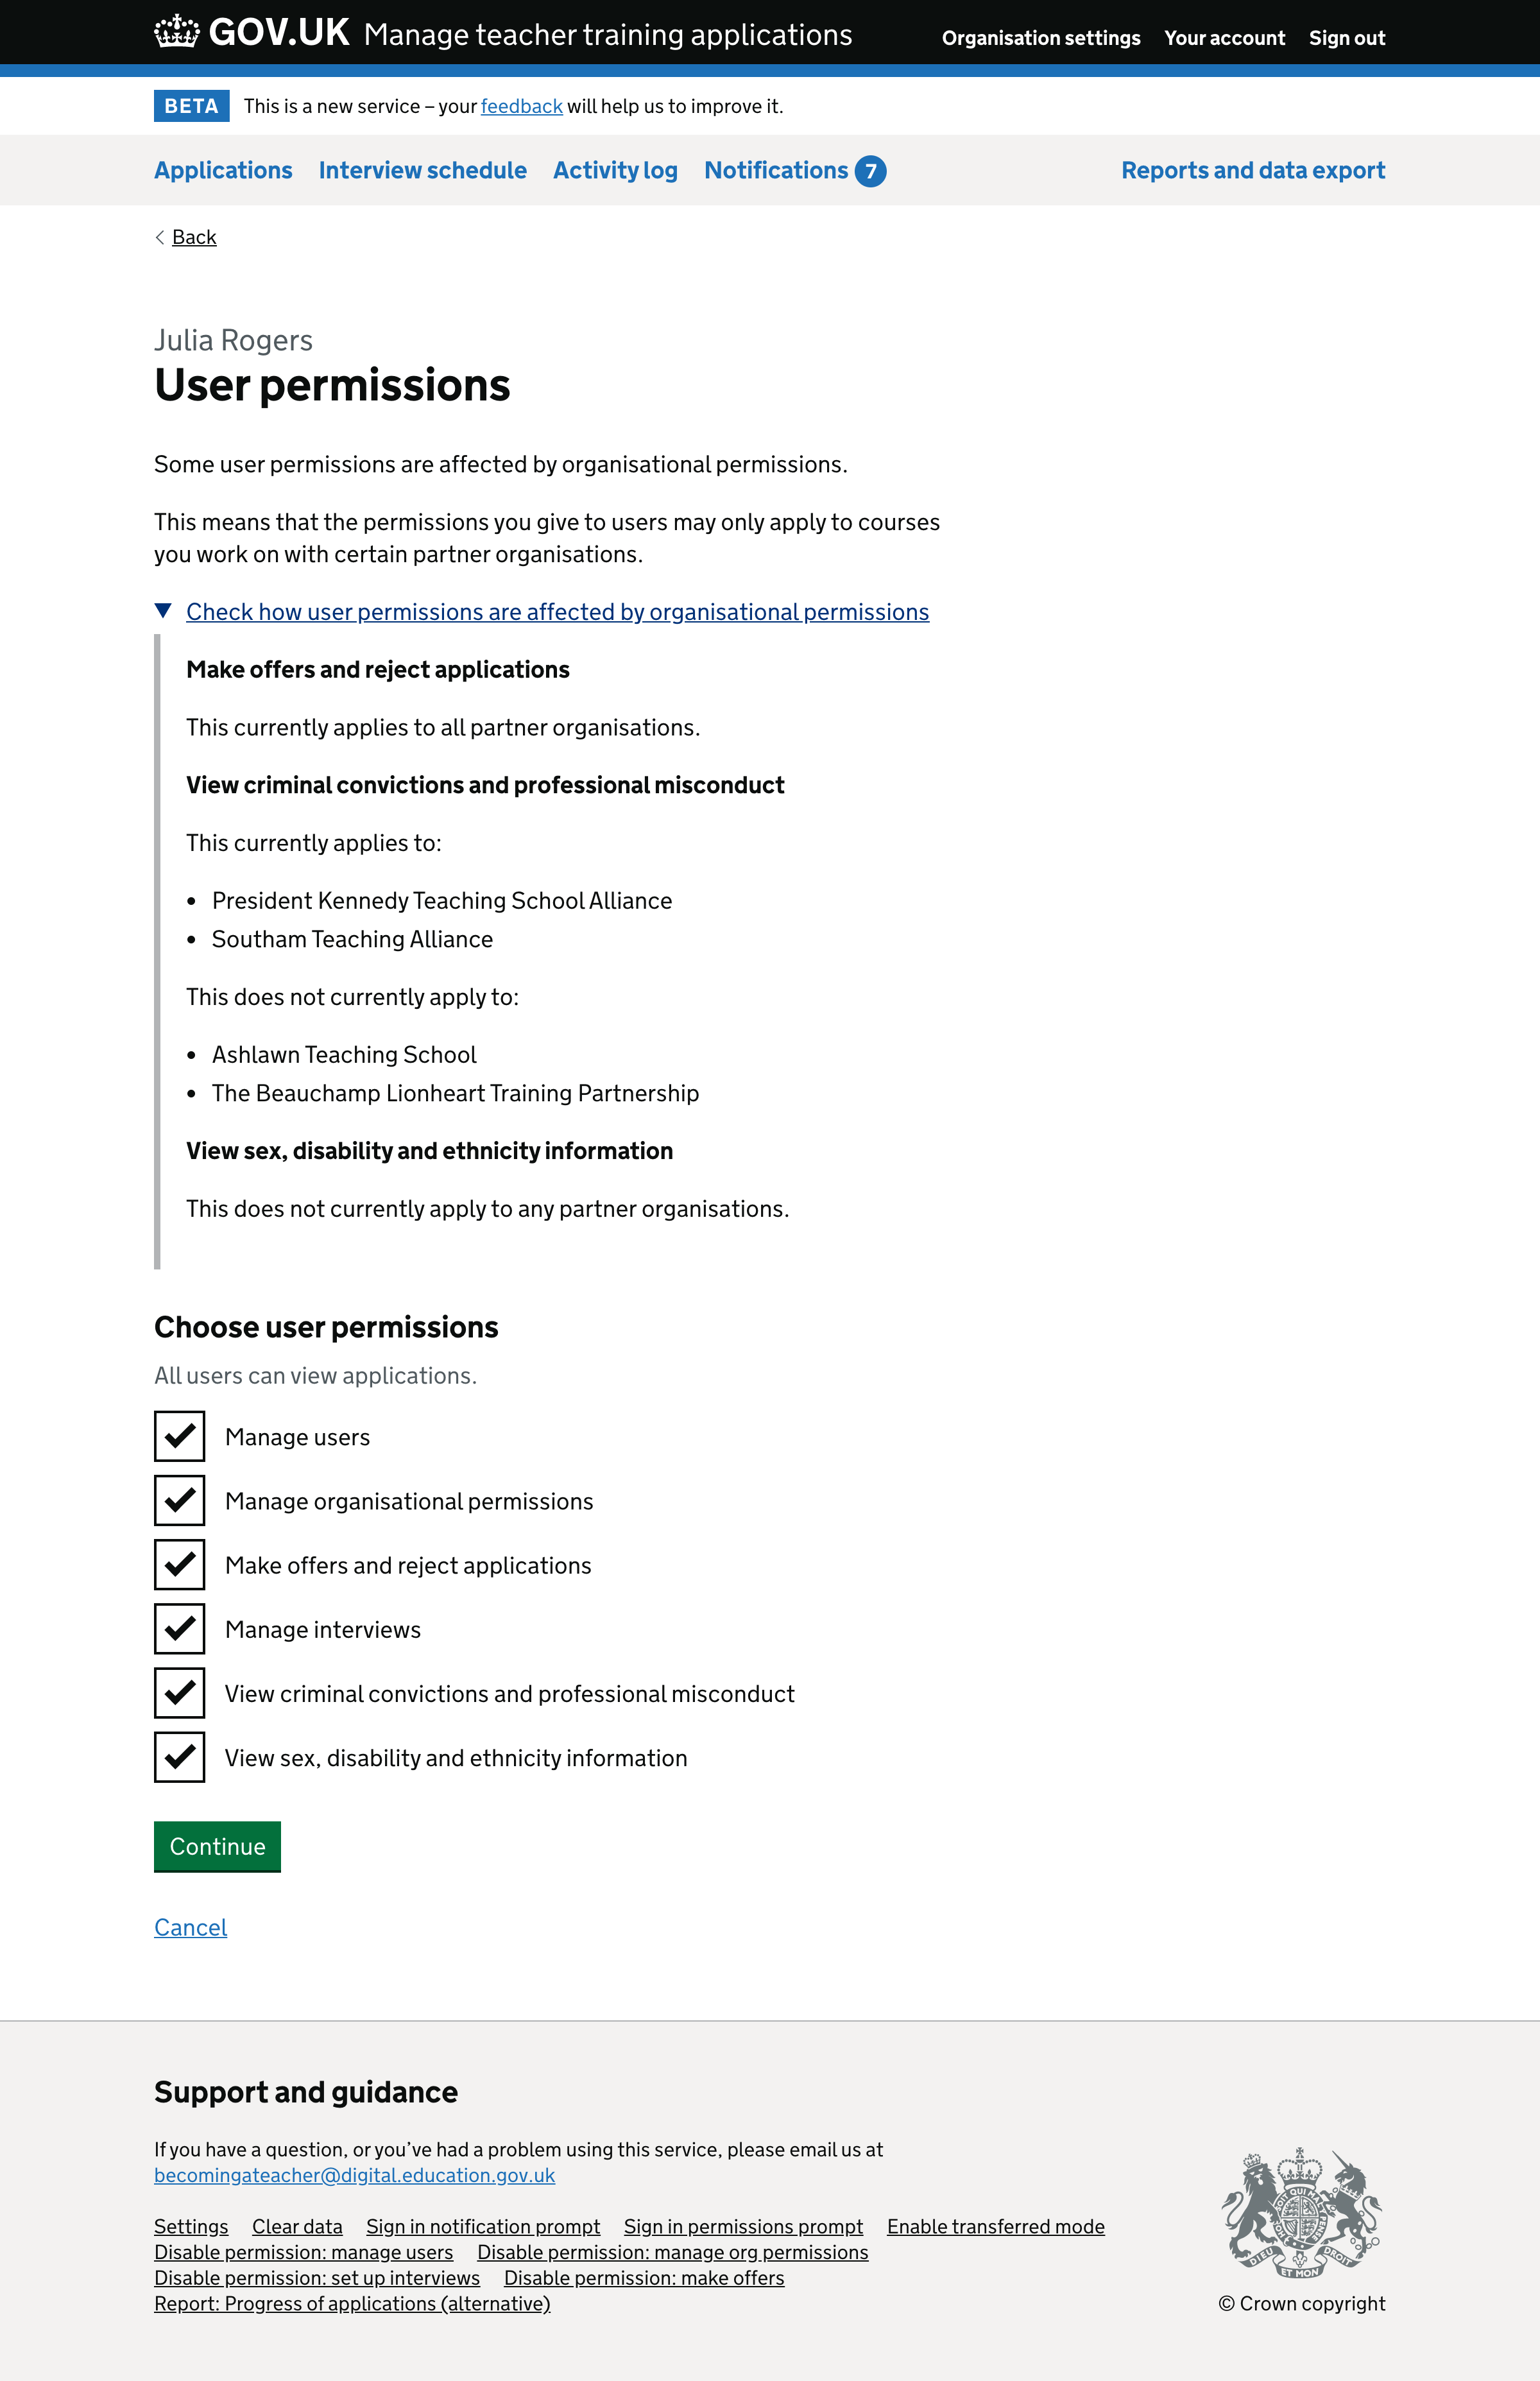 GOV.UK Manage teacher training applications Organisation settings Your account Sign out
BETA This is a new service – your feedback will help us to improve it.
Applications Interview schedule Activity log Notifications 7 Reports and data export
Back
Julia Rogers
User permissions
Some user permissions are affected by organisational permissions.
This means that the permissions you give to users may only apply to courses
you work on with certain partner organisations.
Check how user permissions are affected by organisational permissions
Make offers and reject applications
This currently applies to all partner organisations.
View criminal convictions and professional misconduct
This currently applies to:
• President Kennedy Teaching School Alliance
• Southam Teaching Alliance
This does not currently apply to:
• Ashlawn Teaching School
• The Beauchamp Lionheart Training Partnership
View sex, disability and ethnicity information
This does not currently apply to any partner organisations.
Choose user permissions
All users can view applications.
Manage users
Manage organisational permissions
Make offers and reject applications
Manage interviews
View criminal convictions and professional misconduct
View sex, disability and ethnicity information
Continue
Cancel
Support and guidance
If you have a question, or you’ve had a problem using this service, please email us at
becomingateacher@digital.education.gov.uk
Settings Clear data Sign in notification prompt Sign in permissions prompt Enable transferred mode
Disable permission: manage users Disable permission: manage org permissions
Disable permission: set up interviews Disable permission: make offers
Report: Progress of applications (alternative)
DIEU ET MON DROIT
© Crown copyright